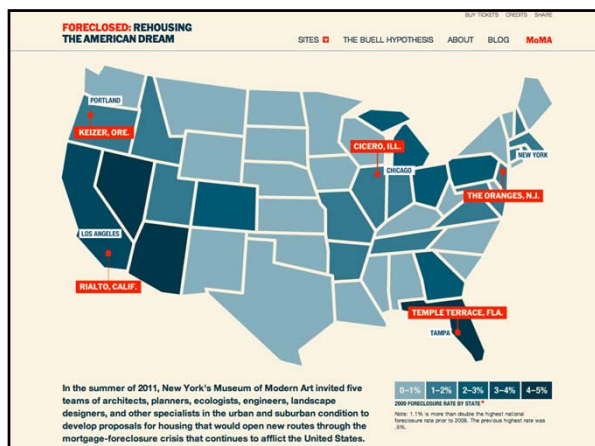 BUY TICKETS CREDITS SHARE
FORECLOSED: REHOUSING
THE AMERICAN DREAM
SITES THE BUELL HYPOTHESIS ABOUT BLOG MoMA
PORTLAND
KEIZER, ORE.
CICERO, ILL.
CHICAGO
NEW YORK
THE ORANGES, N.J.
LOS ANGELES
RIALTO, CALIF.
TEMPLE TERRACE, FLA.
TAMPA
In the summer of 2011, New York's Museum of Modern Art invited five
teams of architects, planners, ecologists, engineers, landscape
designers, and other specialists in the urban and suburban condition to
develop proposals for housing that would open new routes through the
mortgage-foreclosure crisis that continues to afflict the United States.
0–1% 1–2% 2–3% 3–4% 4–5%
2009 FORECLOSURE RATE BY STATE*
Note: 1.1% is more than double the highest national
foreclosure rate prior to 2006. The previous highest rate was
.5%.